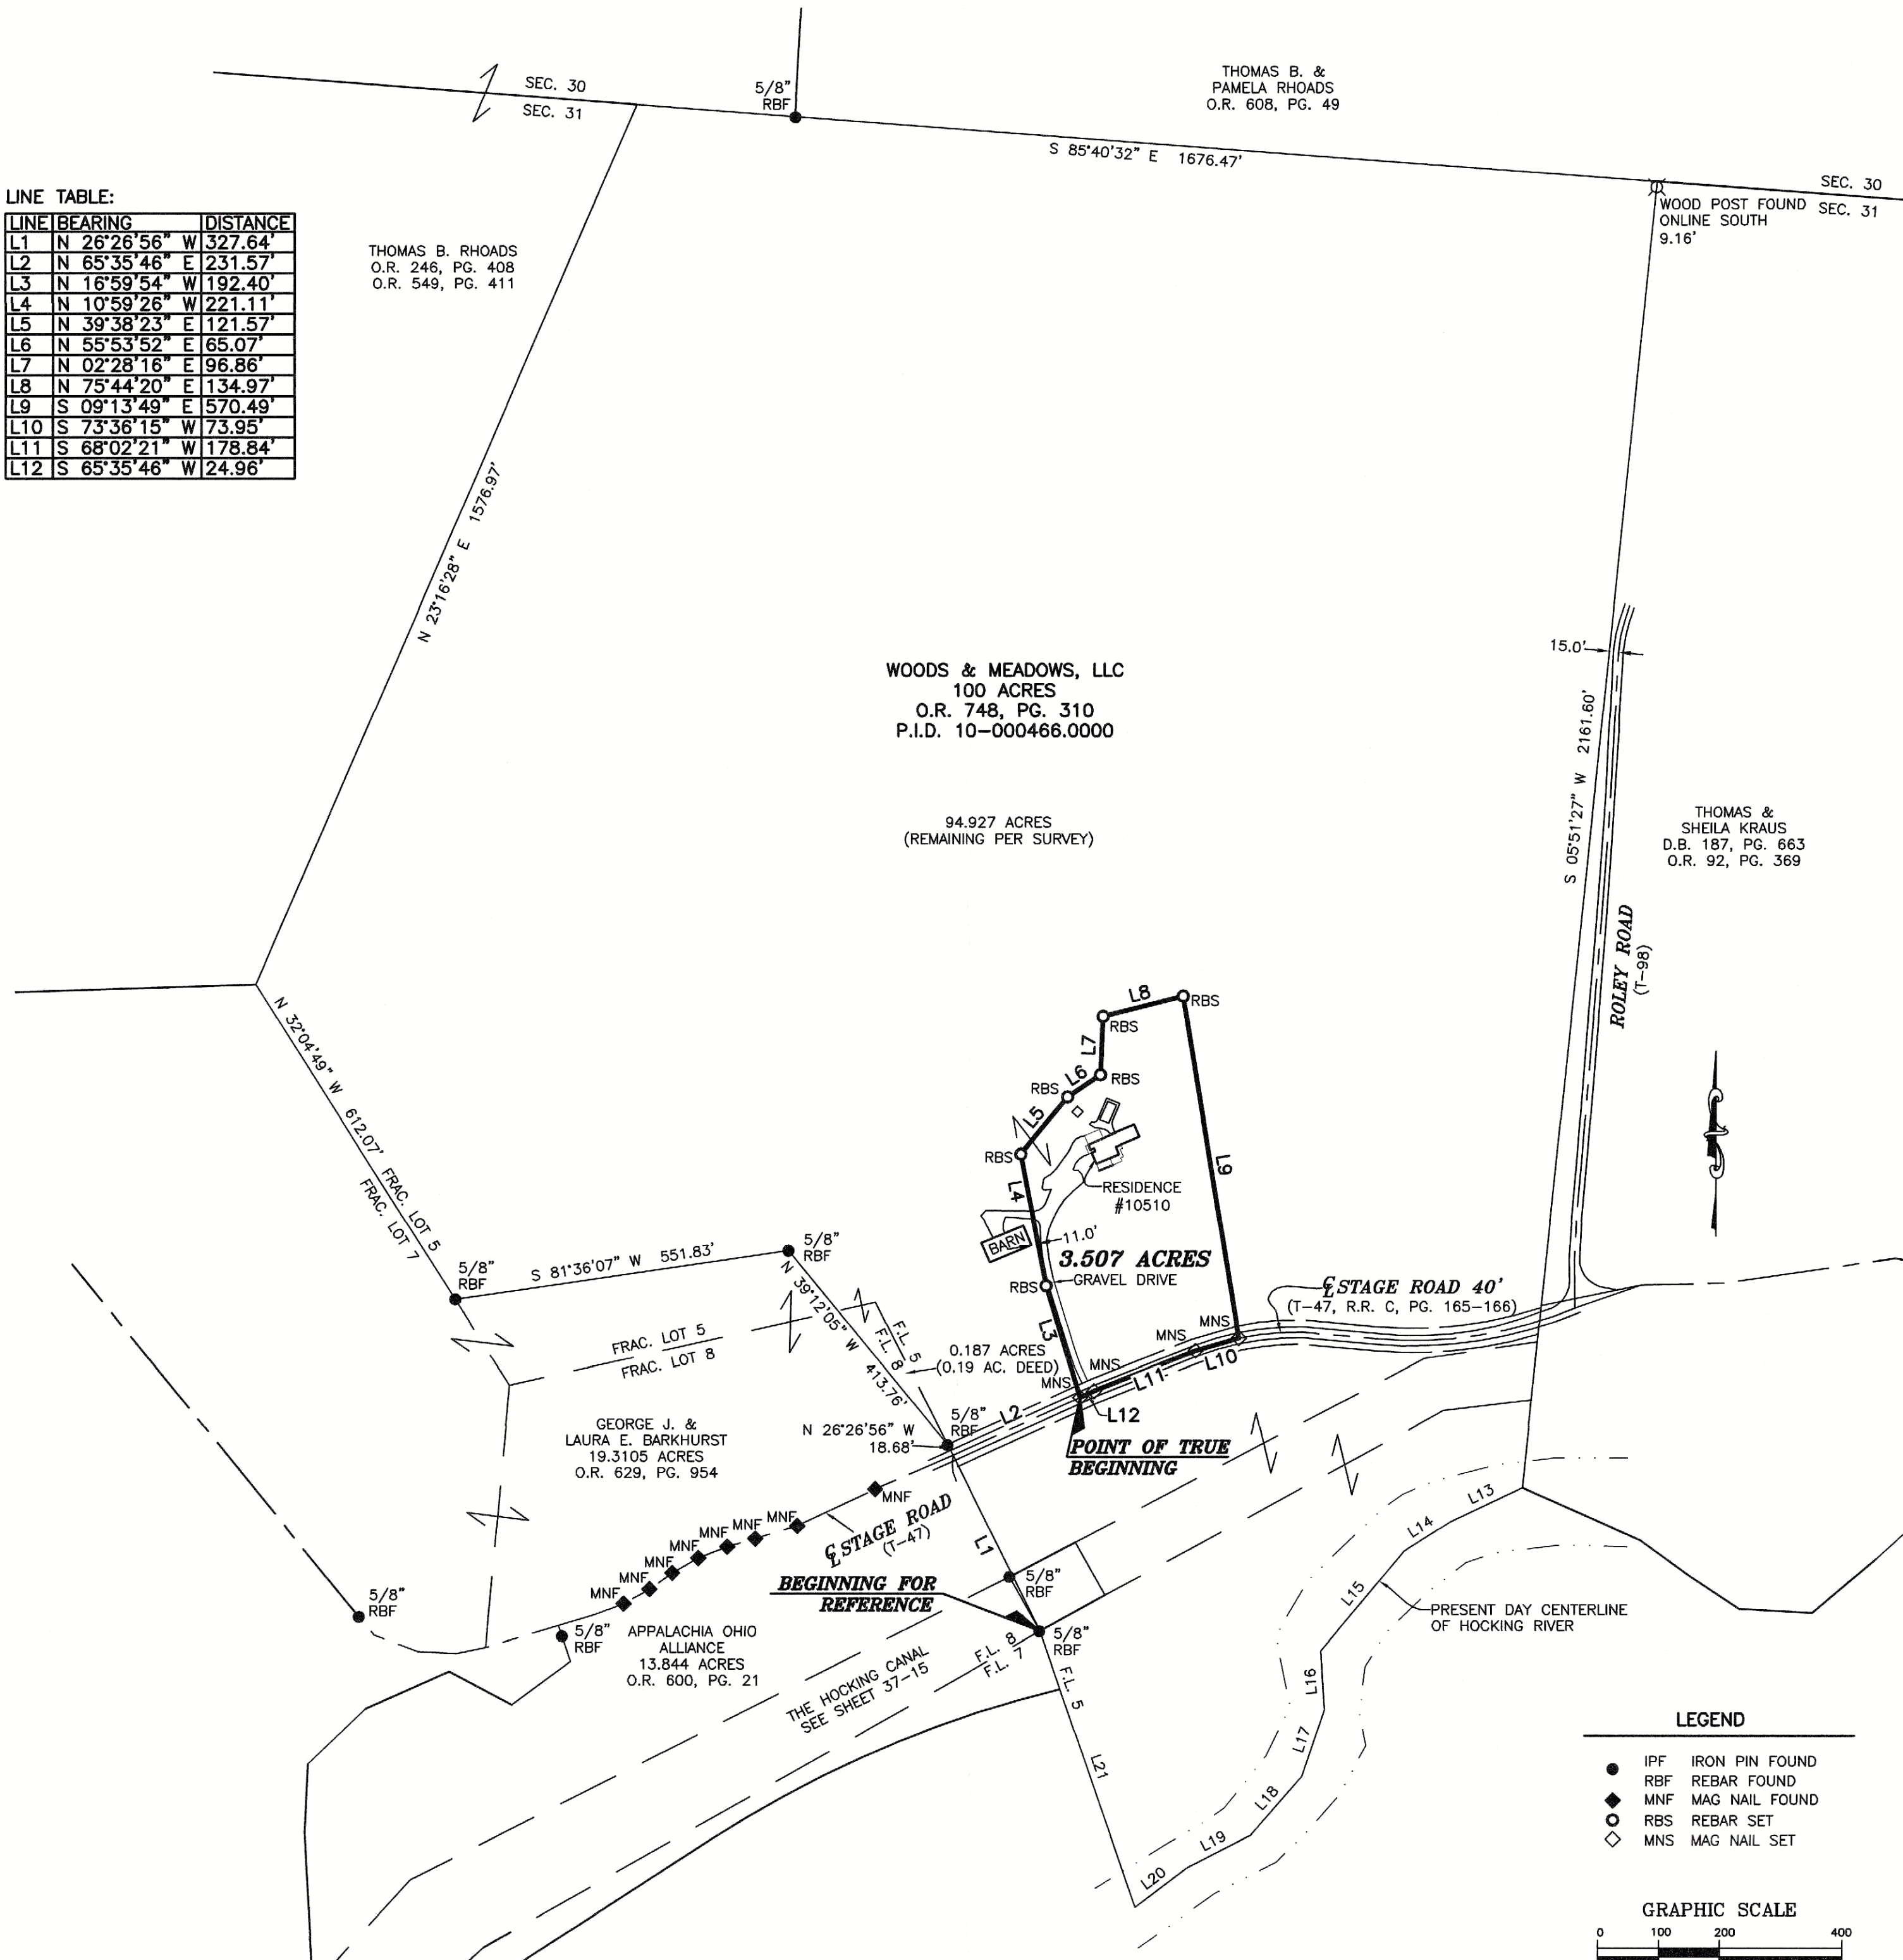 SEC. 30
SEC. 31
5/8"
RBF
THOMAS B. &
PAMELA RHOADS
O.R. 608, PG. 49
S 85°40'32" E 1676.47'
SEC. 30
SEC. 31
WOOD POST FOUND
ONLINE SOUTH
9.16'
LINE TABLE:
LINE BEARING DISTANCE
L1 N 26°26'56" W 327.64'
L2 N 65°35'46" E 231.57'
L3 N 16°59'54" W 192.40'
L4 N 10°59'26" W 221.11'
L5 N 39°38'23" E 121.57'
L6 N 55°53'52" E 65.07'
L7 N 02°28'16" E 96.86'
L8 N 75°44'20" E 134.97'
L9 S 09°13'49" E 570.49'
L10 S 73°36'15" W 73.95'
L11 S 68°02'21" W 178.84'
L12 S 65°35'46" W 24.96'
THOMAS B. RHOADS
O.R. 246, PG. 408
O.R. 549, PG. 411
N 23°16'28" E 1576.97'
WOODS & MEADOWS, LLC
100 ACRES
O.R. 748, PG. 310
P.I.D. 10-000466.0000
94.927 ACRES
(REMAINING PER SURVEY)
15.0'
S 05°51'27" W 2161.60'
THOMAS &
SHEILA KRAUS
D.B. 187, PG. 663
O.R. 92, PG. 369
ROLEY ROAD
(T-98)
N 32°04'49" W 612.07'
FRAC. LOT 5
FRAC. LOT 7
5/8"
RBF
S 81°36'07" W 551.83'
5/8"
RBF
N 39°12'05" W 413.76'
FRAC. LOT 5
FRAC. LOT 8
F.L. 5
F.L. 8
0.187 ACRES
(0.19 AC. DEED)
L8
RBS
RBS
L7
RBS
L6
RBS
L5
RBS
L4
L9
RESIDENCE
#10510
BARN
11.0'
3.507 ACRES
RBS
GRAVEL DRIVE
L3
℄ STAGE ROAD 40'
(T-47, R.R. C, PG. 165-166)
MNS
MNS
L10
MNS
L11
MNS
L12
L2
5/8"
RBF
N 26°26'56" W
18.68'
POINT OF TRUE
BEGINNING
GEORGE J. &
LAURA E. BARKHURST
19.3105 ACRES
O.R. 629, PG. 954
MNF
MNF
MNF
MNF
MNF
MNF
MNF
MNF
℄ STAGE ROAD
(T-47)
L1
5/8"
RBF
BEGINNING FOR
REFERENCE
5/8"
RBF
5/8"
RBF
5/8"
RBF
APPALACHIA OHIO
ALLIANCE
13.844 ACRES
O.R. 600, PG. 21
THE HOCKING CANAL
SEE SHEET 37-15
F.L. 8
F.L. 7
F.L. 5
L13
L14
L15
L16
L17
L18
L19
L20
L21
PRESENT DAY CENTERLINE
OF HOCKING RIVER
LEGEND
IPF IRON PIN FOUND
RBF REBAR FOUND
MNF MAG NAIL FOUND
RBS REBAR SET
MNS MAG NAIL SET
GRAPHIC SCALE
0 100 200 400